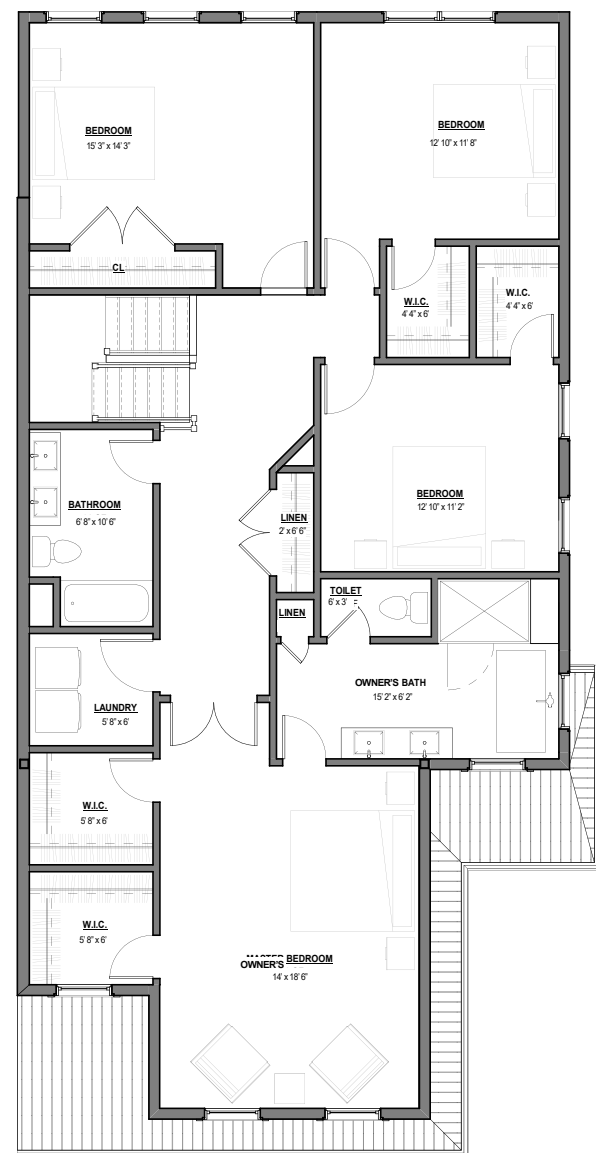 BEDROOM
15' 3" x 14' 3"
BEDROOM
12' 10" x 11' 8"
CL
W.I.C.
4' 4" x 6'
W.I.C.
4' 4" x 6'
BEDROOM
12' 10" x 11' 2"
BATHROOM
6' 8" x 10' 6"
LINEN
2' x 6' 6"
TOILET
6' x 3'
LINEN
OWNER'S BATH
15' 2" x 6' 2"
LAUNDRY
5' 8" x 6'
W.I.C.
5' 8" x 6'
W.I.C.
5' 8" x 6'
BEDROOM
OWNER'S
14' x 18' 6"